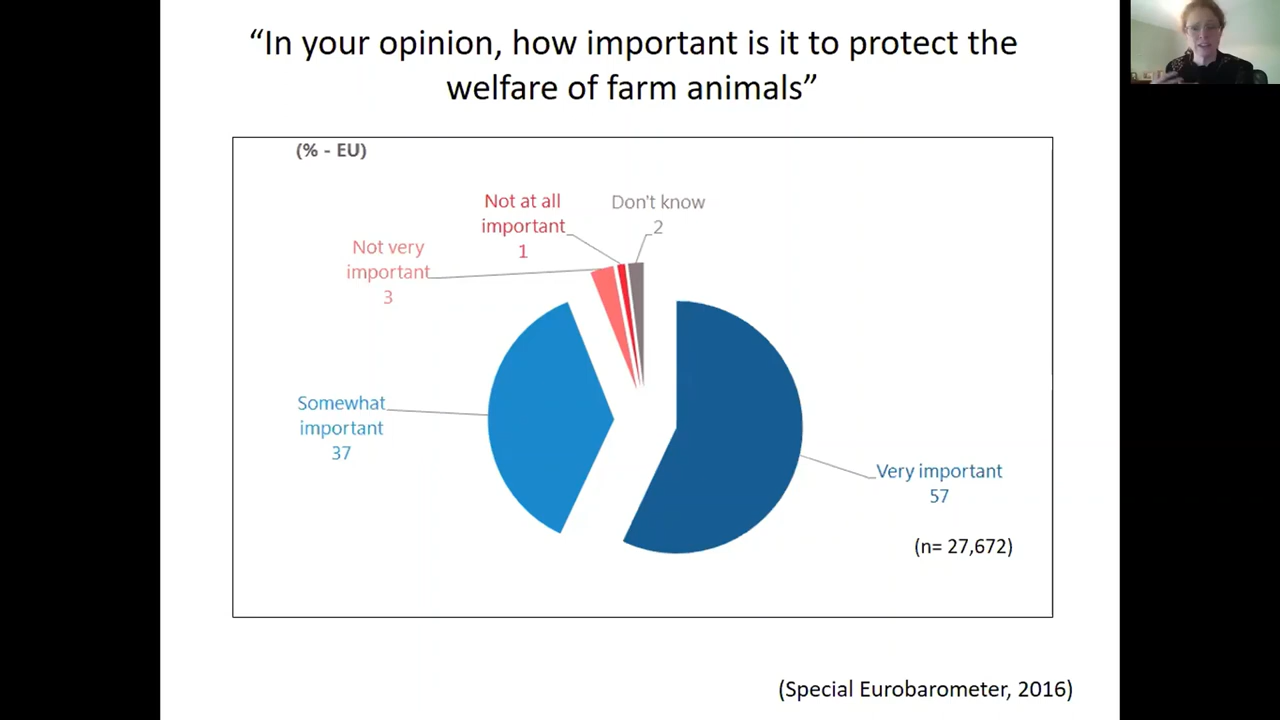 “In your opinion, how important is it to protect the
welfare of farm animals”
(% - EU)
Not at all
important
1
Don't know
2
Not very
important
3
Somewhat
important
37
Very important
57
(n= 27,672)
(Special Eurobarometer, 2016)